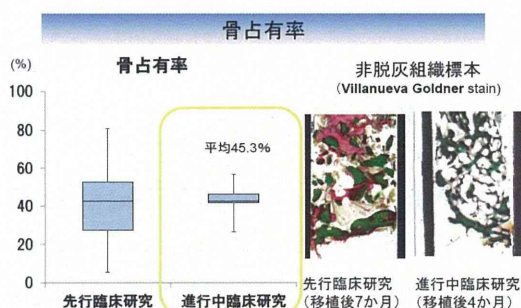 骨占有率
(%)
骨占有率
100
80
60
40
20
0
平均45.3%
先行臨床研究
進行中臨床研究
非脱灰組織標本
(Villanueva Goldner stain)
先行臨床研究
(移植後7か月)
進行中臨床研究
(移植後4か月)